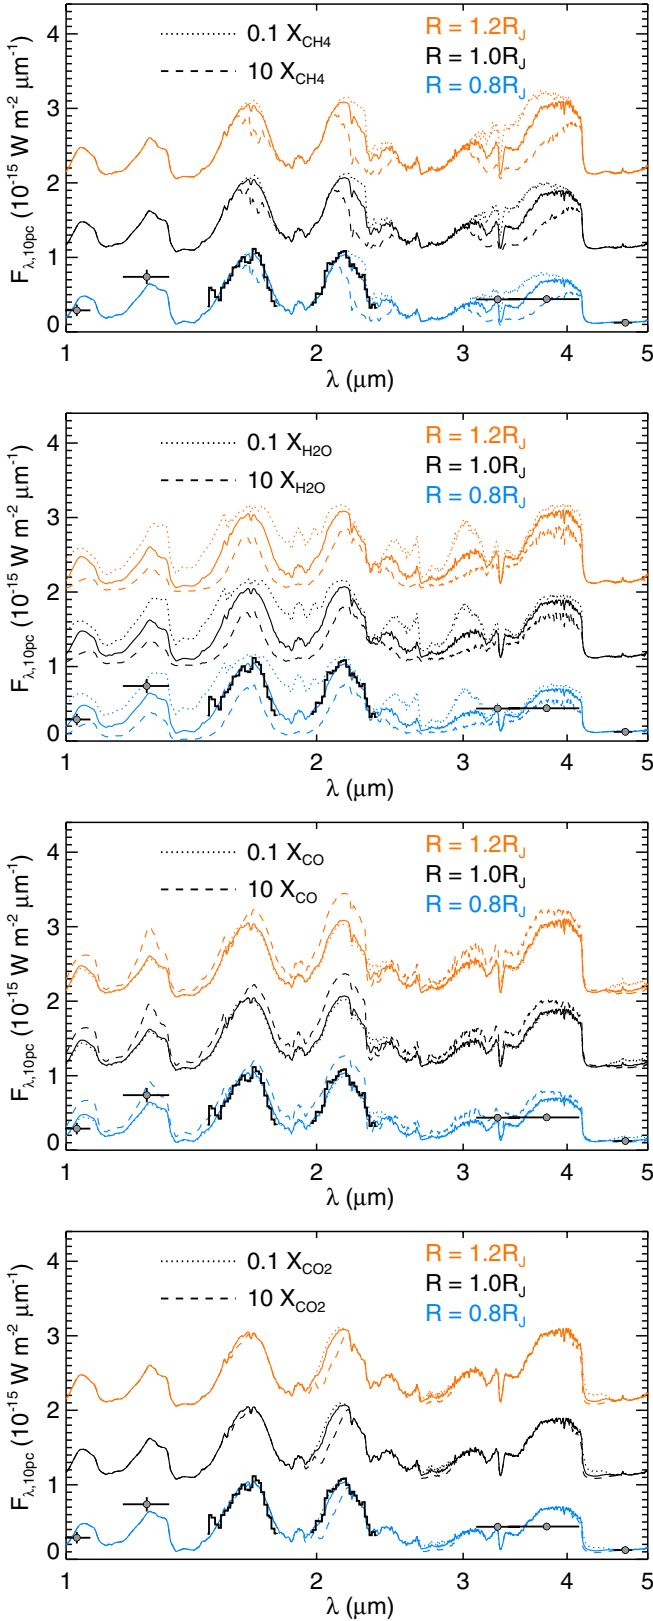 0.1 X_CH4
10 X_CH4
R = 1.2R_J
R = 1.0R_J
R = 0.8R_J
F_λ,10pc (10^-15 W m^-2 μm^-1)
4
3
2
1
0
1 2 3 4 5
λ (μm)
0.1 X_H2O
10 X_H2O
R = 1.2R_J
R = 1.0R_J
R = 0.8R_J
F_λ,10pc (10^-15 W m^-2 μm^-1)
4
3
2
1
0
1 2 3 4 5
λ (μm)
0.1 X_CO
10 X_CO
R = 1.2R_J
R = 1.0R_J
R = 0.8R_J
F_λ,10pc (10^-15 W m^-2 μm^-1)
4
3
2
1
0
1 2 3 4 5
λ (μm)
0.1 X_CO2
10 X_CO2
R = 1.2R_J
R = 1.0R_J
R = 0.8R_J
F_λ,10pc (10^-15 W m^-2 μm^-1)
4
3
2
1
0
1 2 3 4 5
λ (μm)